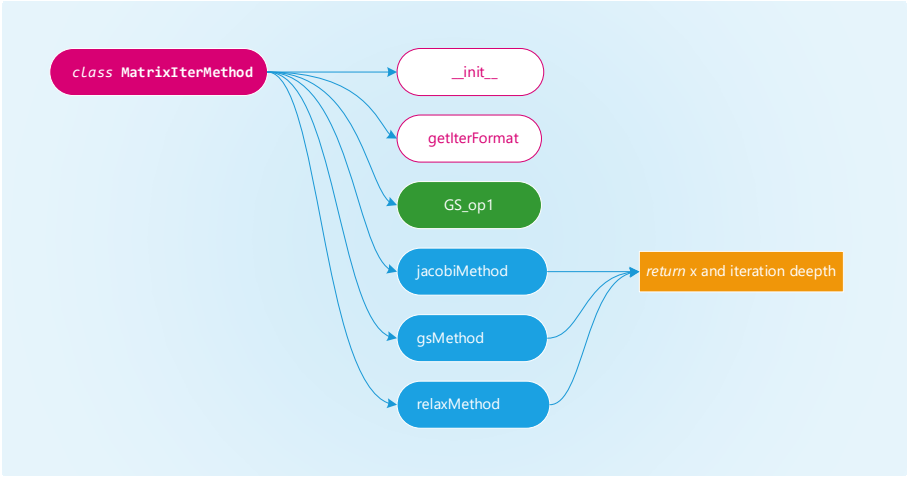 class MatrixIterMethod
__init__
getIterFormat
GS_op1
jacobiMethod
return x and iteration deepth
gsMethod
relaxMethod